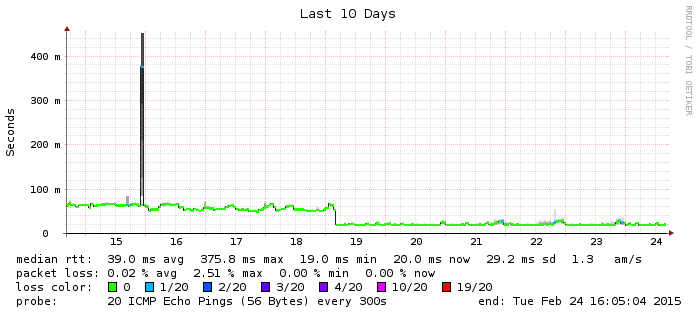 Last 10 Days
RRDTOOL / TOBI OETIKER
Seconds
400 m
300 m
200 m
100 m
0
15 16 17 18 19 20 21 22 23 24
median rtt: 39.0 ms avg 375.8 ms max 19.0 ms min 20.0 ms now 29.2 ms sd 1.3 am/s
packet loss: 0.02 % avg 2.51 % max 0.00 % min 0.00 % now
loss color: 0 1/20 2/20 3/20 4/20 10/20 19/20
probe: 20 ICMP Echo Pings (56 Bytes) every 300s end: Tue Feb 24 16:05:04 2015